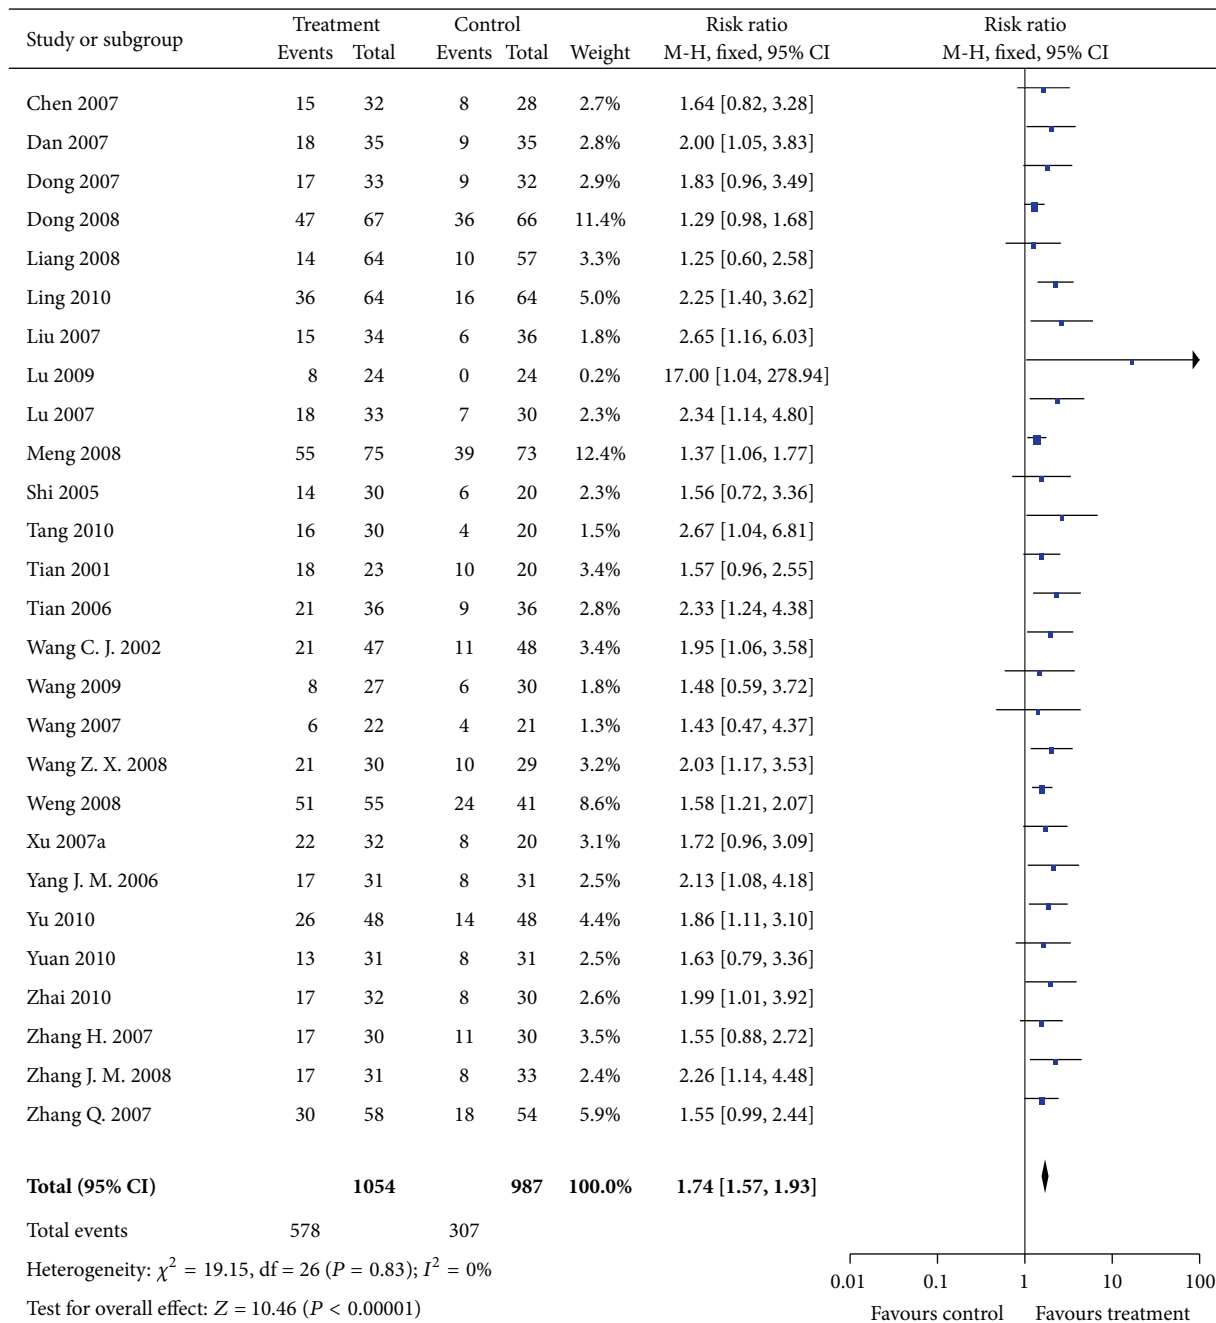 Study or subgroup Treatment Control Weight Risk ratio Risk ratio
Events Total Events Total M-H, fixed, 95% CI M-H, fixed, 95% CI
Chen 2007 15 32 8 28 2.7% 1.64 [0.82, 3.28]
Dan 2007 18 35 9 35 2.8% 2.00 [1.05, 3.83]
Dong 2007 17 33 9 32 2.9% 1.83 [0.96, 3.49]
Dong 2008 47 67 36 66 11.4% 1.29 [0.98, 1.68]
Liang 2008 14 64 10 57 3.3% 1.25 [0.60, 2.58]
Ling 2010 36 64 16 64 5.0% 2.25 [1.40, 3.62]
Liu 2007 15 34 6 36 1.8% 2.65 [1.16, 6.03]
Lu 2009 8 24 0 24 0.2% 17.00 [1.04, 278.94]
Lu 2007 18 33 7 30 2.3% 2.34 [1.14, 4.80]
Meng 2008 55 75 39 73 12.4% 1.37 [1.06, 1.77]
Shi 2005 14 30 6 20 2.3% 1.56 [0.72, 3.36]
Tang 2010 16 30 4 20 1.5% 2.67 [1.04, 6.81]
Tian 2001 18 23 10 20 3.4% 1.57 [0.96, 2.55]
Tian 2006 21 36 9 36 2.8% 2.33 [1.24, 4.38]
Wang C. J. 2002 21 47 11 48 3.4% 1.95 [1.06, 3.58]
Wang 2009 8 27 6 30 1.8% 1.48 [0.59, 3.72]
Wang 2007 6 22 4 21 1.3% 1.43 [0.47, 4.37]
Wang Z. X. 2008 21 30 10 29 3.2% 2.03 [1.17, 3.53]
Weng 2008 51 55 24 41 8.6% 1.58 [1.21, 2.07]
Xu 2007a 22 32 8 20 3.1% 1.72 [0.96, 3.09]
Yang J. M. 2006 17 31 8 31 2.5% 2.13 [1.08, 4.18]
Yu 2010 26 48 14 48 4.4% 1.86 [1.11, 3.10]
Yuan 2010 13 31 8 31 2.5% 1.63 [0.79, 3.36]
Zhai 2010 17 32 8 30 2.6% 1.99 [1.01, 3.92]
Zhang H. 2007 17 30 11 30 3.5% 1.55 [0.88, 2.72]
Zhang J. M. 2008 17 31 8 33 2.4% 2.26 [1.14, 4.48]
Zhang Q. 2007 30 58 18 54 5.9% 1.55 [0.99, 2.44]
Total (95% CI) 1054 987 100.0% 1.74 [1.57, 1.93]
Total events 578 307
Heterogeneity: χ² = 19.15, df = 26 (P = 0.83); I² = 0%
Test for overall effect: Z = 10.46 (P < 0.00001)
0.01 0.1 1 10 100
Favours control Favours treatment